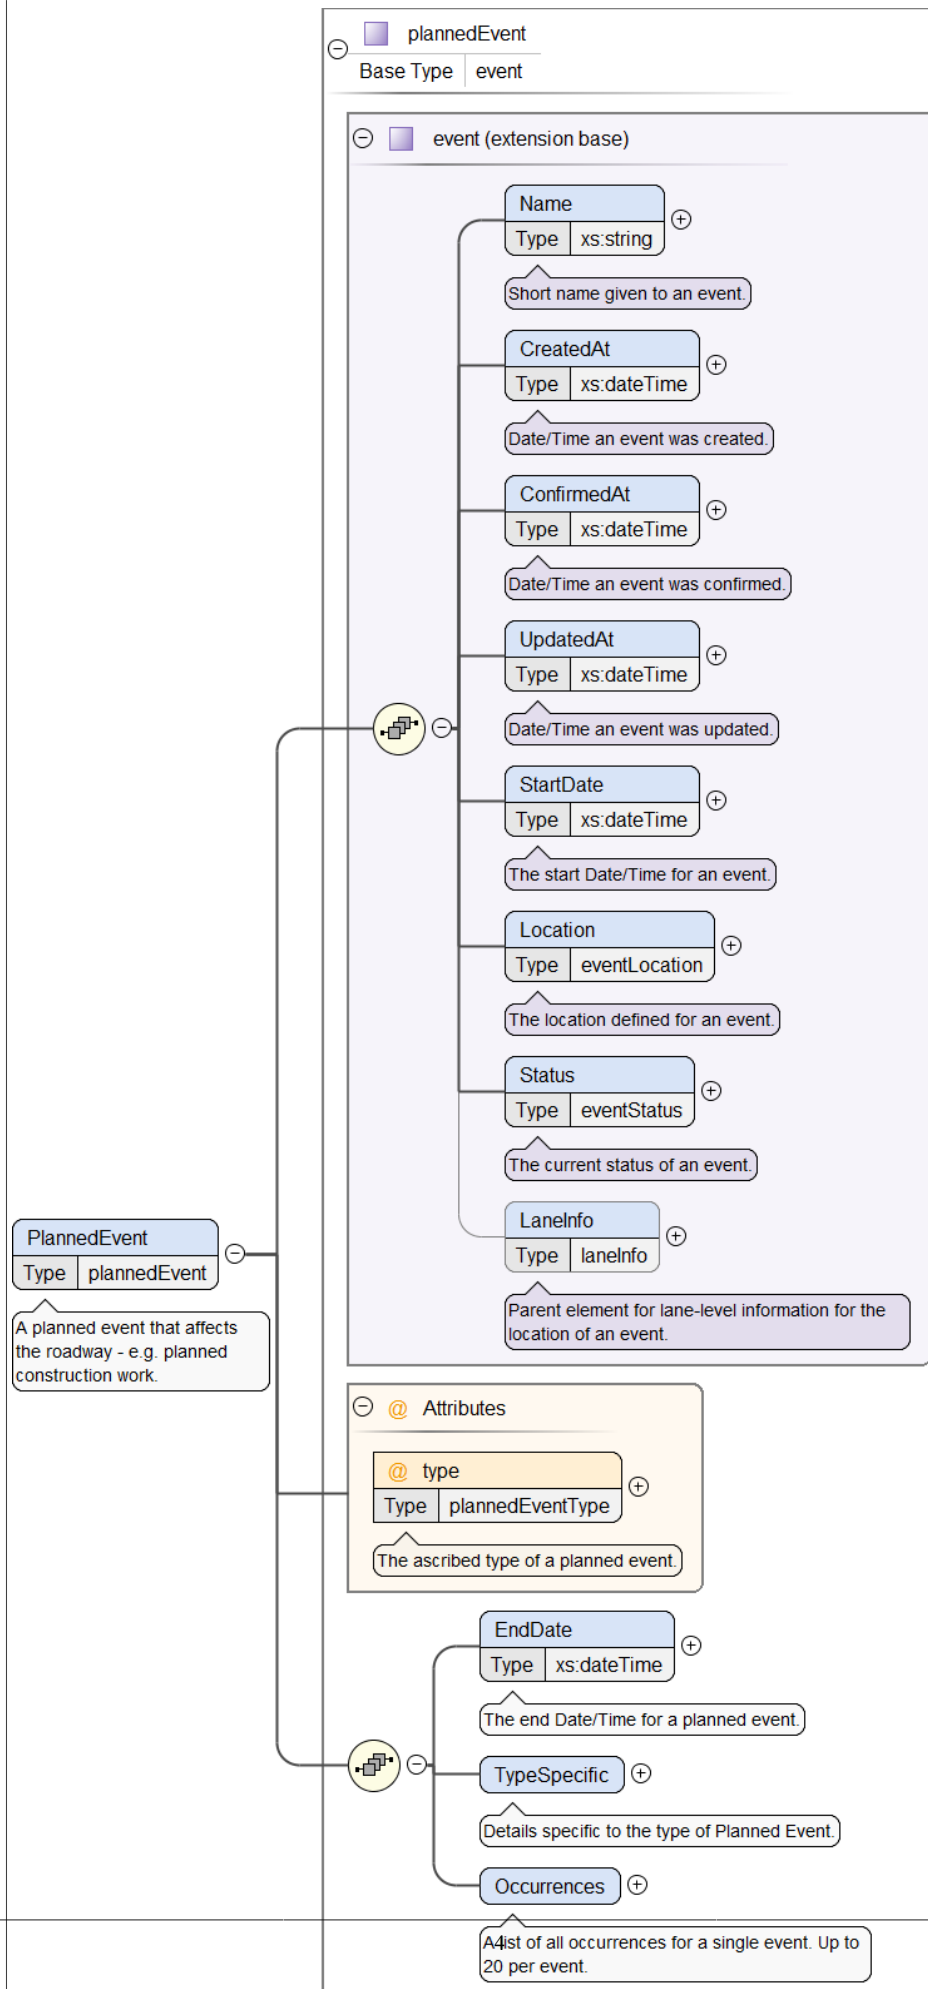 plannedEvent
Base Type event
event (extension base)
Name
Type xs:string
Short name given to an event.
CreatedAt
Type xs:dateTime
Date/Time an event was created.
ConfirmedAt
Type xs:dateTime
Date/Time an event was confirmed.
UpdatedAt
Type xs:dateTime
Date/Time an event was updated.
StartDate
Type xs:dateTime
The start Date/Time for an event.
Location
Type eventLocation
The location defined for an event.
Status
Type eventStatus
The current status of an event.
LaneInfo
Type laneInfo
Parent element for lane-level information for the
location of an event.
PlannedEvent
Type plannedEvent
A planned event that affects
the roadway - e.g. planned
construction work.
@ Attributes
@ type
Type plannedEventType
The ascribed type of a planned event.
EndDate
Type xs:dateTime
The end Date/Time for a planned event.
TypeSpecific
Details specific to the type of Planned Event.
Occurrences
A list of all occurrences for a single event. Up to
20 per event.
4